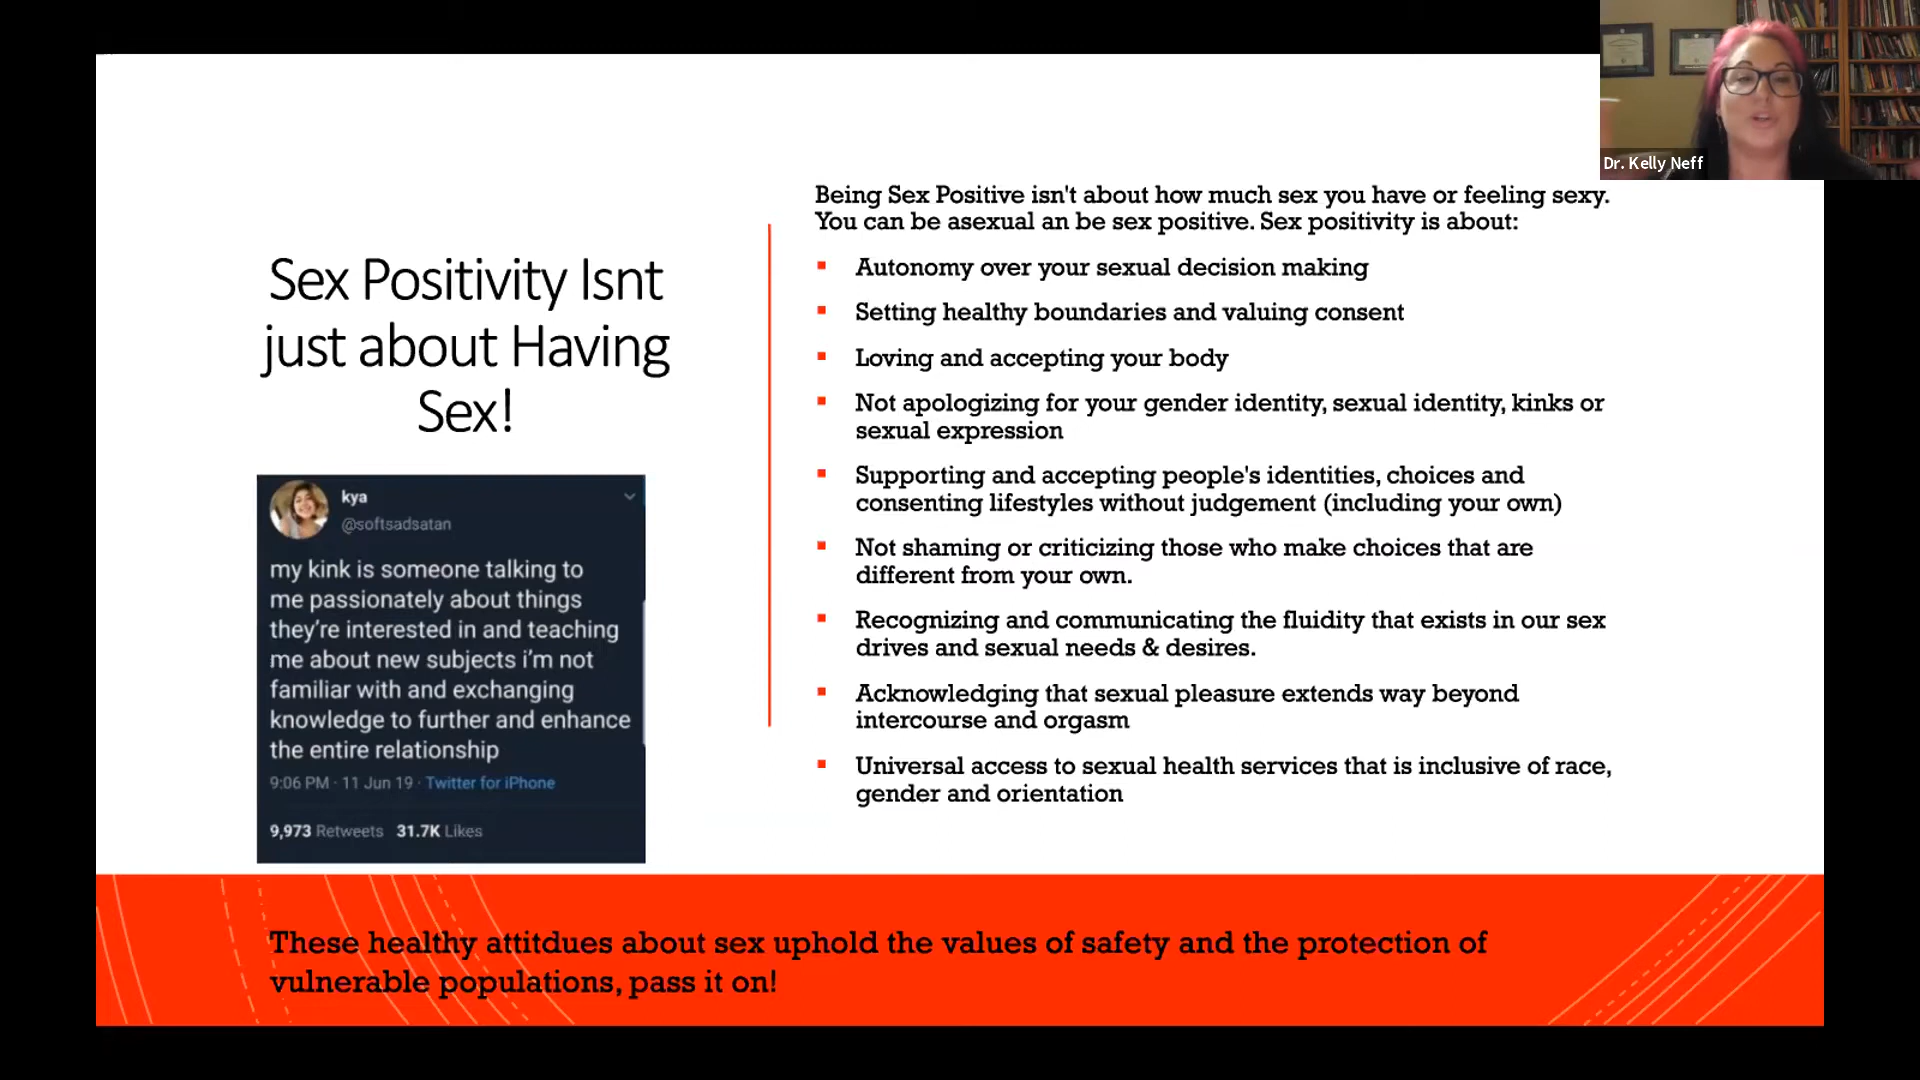 Dr. Kelly Neff
Sex Positivity Isnt
just about Having
Sex!
kya
@softsadsatan
my kink is someone talking to
me passionately about things
they're interested in and teaching
me about new subjects i'm not
familiar with and exchanging
knowledge to further and enhance
the entire relationship
9:06 PM · 11 Jun 19 · Twitter for iPhone
9,973 Retweets 31.7K Likes
Being Sex Positive isn't about how much sex you have or feeling sexy.
You can be asexual an be sex positive. Sex positivity is about:
Autonomy over your sexual decision making
Setting healthy boundaries and valuing consent
Loving and accepting your body
Not apologizing for your gender identity, sexual identity, kinks or
sexual expression
Supporting and accepting people's identities, choices and
consenting lifestyles without judgement (including your own)
Not shaming or criticizing those who make choices that are
different from your own.
Recognizing and communicating the fluidity that exists in our sex
drives and sexual needs & desires.
Acknowledging that sexual pleasure extends way beyond
intercourse and orgasm
Universal access to sexual health services that is inclusive of race,
gender and orientation
These healthy attitdues about sex uphold the values of safety and the protection of
vulnerable populations, pass it on!